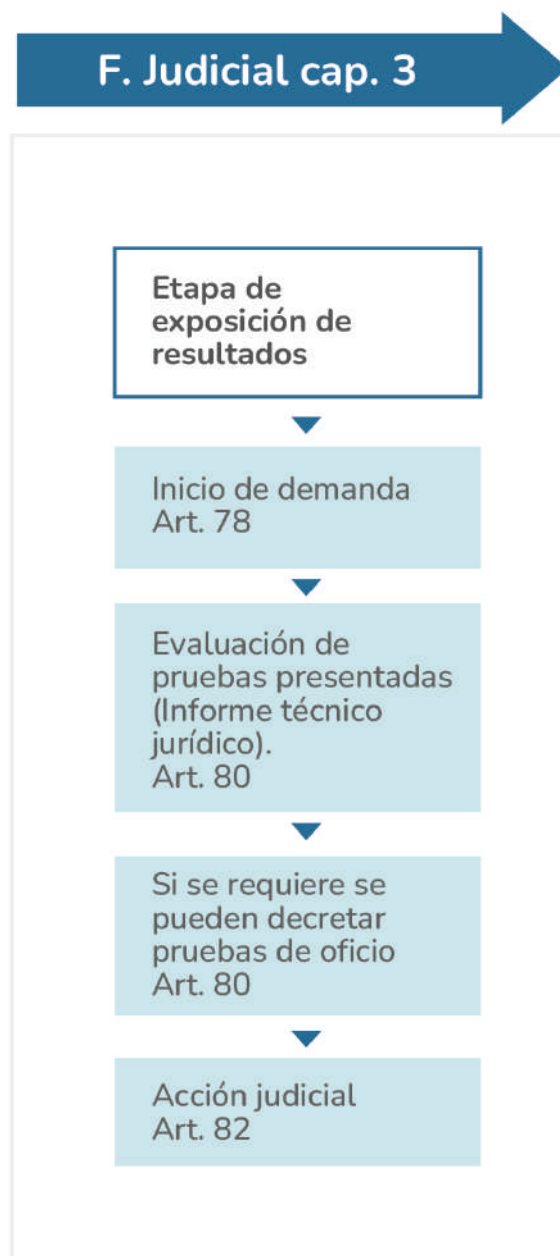 F. Judicial cap. 3
Etapa de
exposición de
resultados
Inicio de demanda
Art. 78
Evaluación de
pruebas presentadas
(Informe técnico
jurídico).
Art. 80
Si se requiere se
pueden decretar
pruebas de oficio
Art. 80
Acción judicial
Art. 82